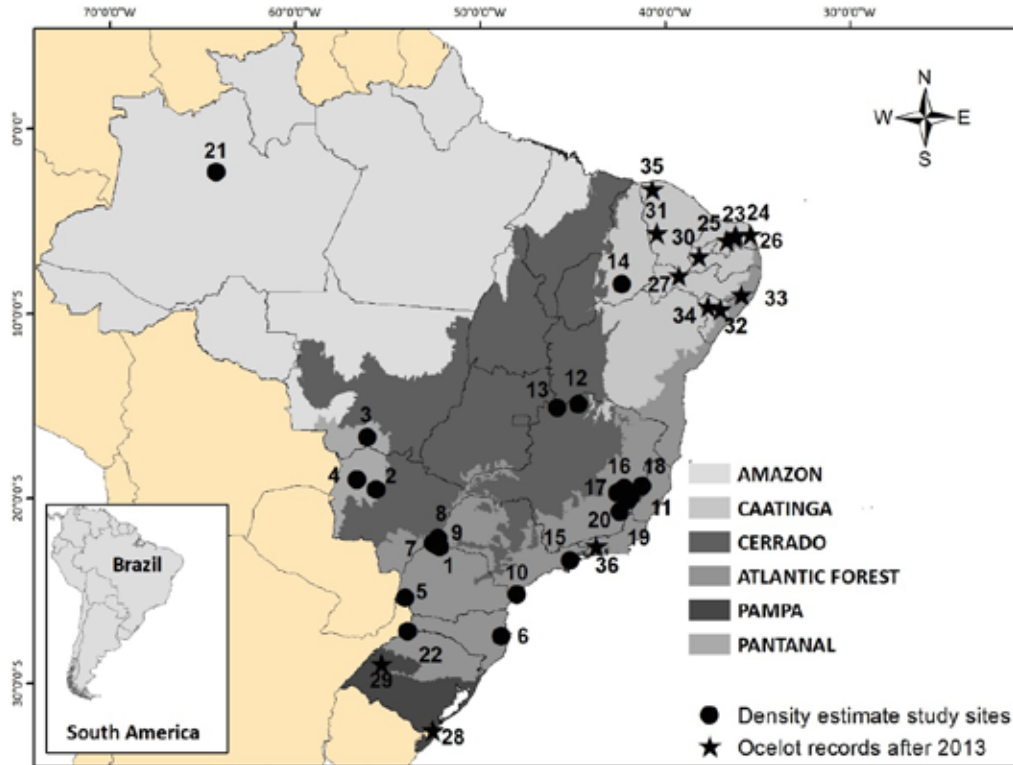 70°0'0"W 60°0'0"W 50°0'0"W 40°0'0"W 30°0'0"W
0°0'0"
10°0'0"S
20°0'0"S
30°0'0"S
N
W E
S
21
35
31
25 23 24
30
26
14
27
33
34
32
13 12
3
4 2
16 18
17
11
8
20
9
19
7
15
1
36
10
5
6
22
29
28
AMAZON
CAATINGA
CERRADO
ATLANTIC FOREST
PAMPA
PANTANAL
Brazil
South America
Density estimate study sites
Ocelot records after 2013